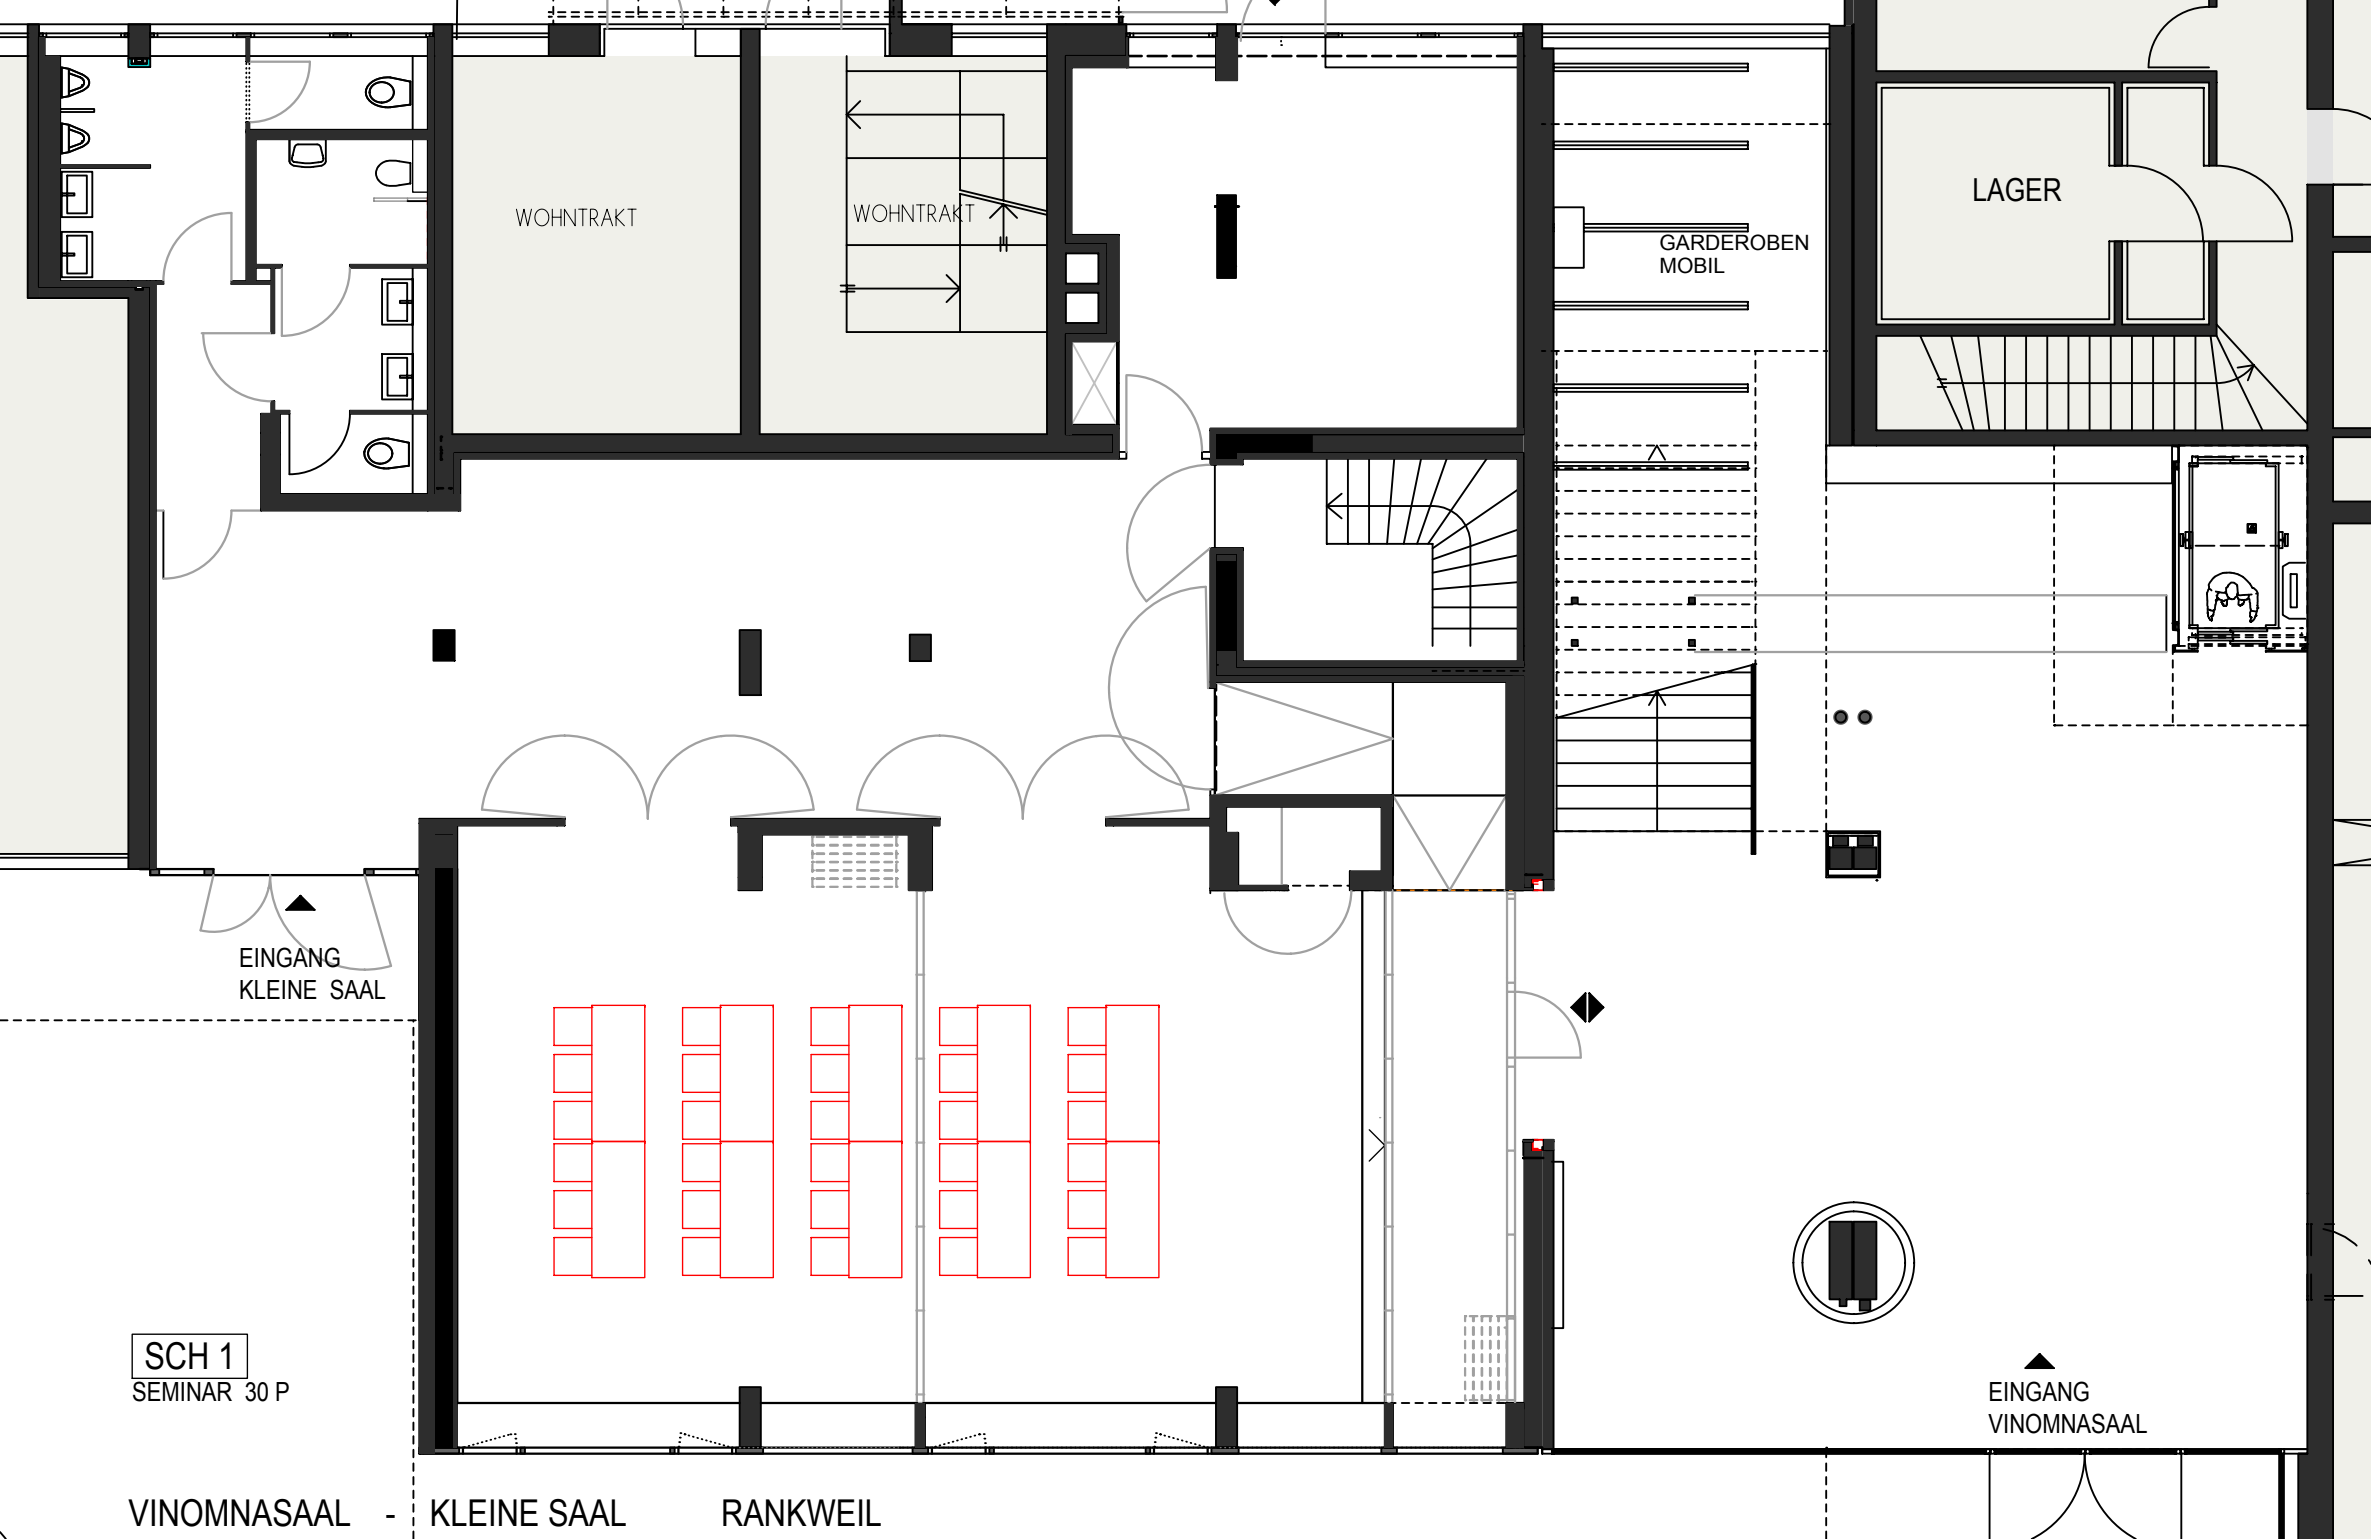 WOHNTRAKT
WOHNTRAKT
LAGER
GARDEROBEN
MOBIL
EINGANG
KLEINE SAAL
SCH 1
SEMINAR 30 P
EINGANG
VINOMNASAAL
VINOMNASAAL - KLEINE SAAL RANKWEIL